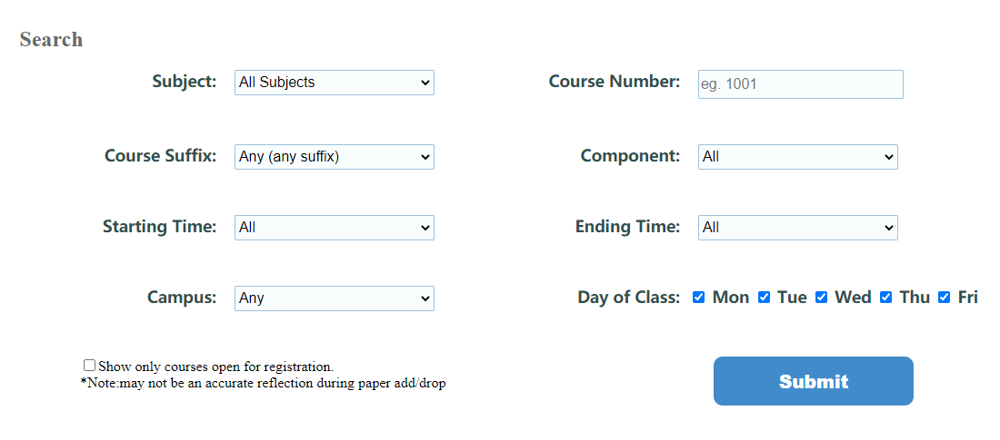 Search
Subject: All Subjects Course Number: eg. 1001
Course Suffix: Any (any suffix) Component: All
Starting Time: All Ending Time: All
Campus: Any Day of Class: Mon Tue Wed Thu Fri
Show only courses open for registration.
*Note:may not be an accurate reflection during paper add/drop
Submit